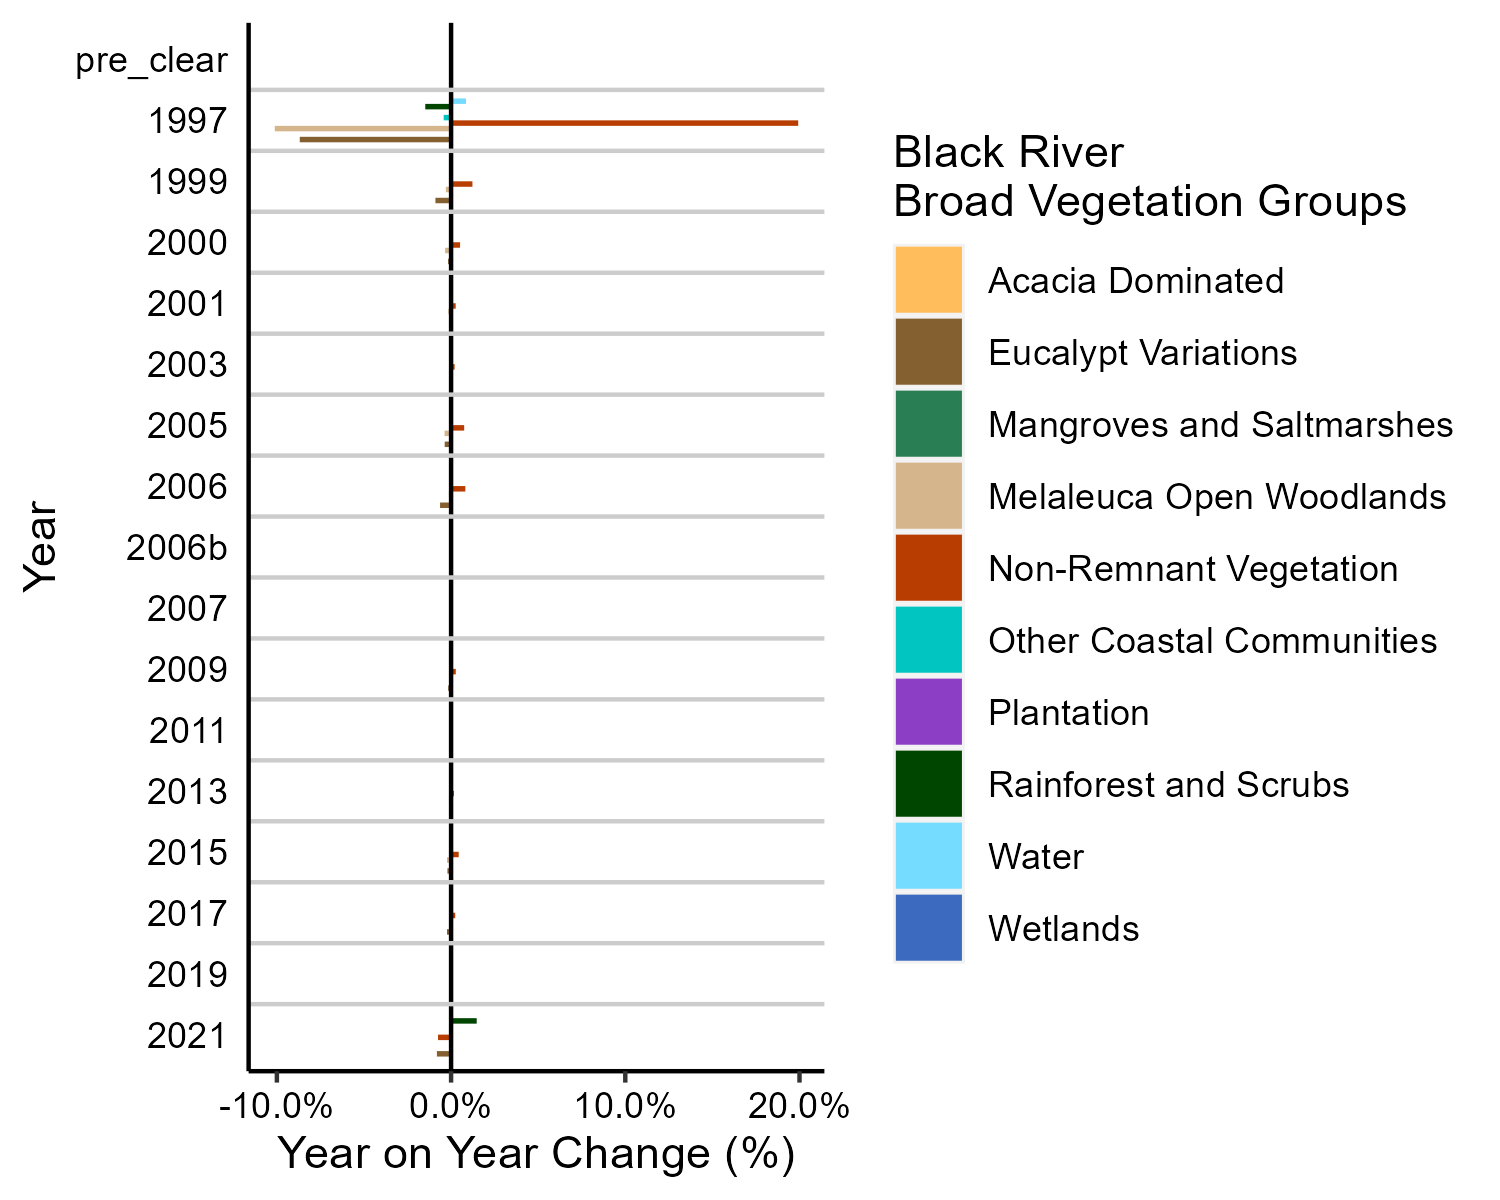 pre_clear
1997
1999
2000
2001
2003
2005
2006
2006b
2007
2009
2011
2013
2015
2017
2019
2021
Year
-10.0% 0.0% 10.0% 20.0%
Year on Year Change (%)
Black River
Broad Vegetation Groups
Acacia Dominated
Eucalypt Variations
Mangroves and Saltmarshes
Melaleuca Open Woodlands
Non-Remnant Vegetation
Other Coastal Communities
Plantation
Rainforest and Scrubs
Water
Wetlands